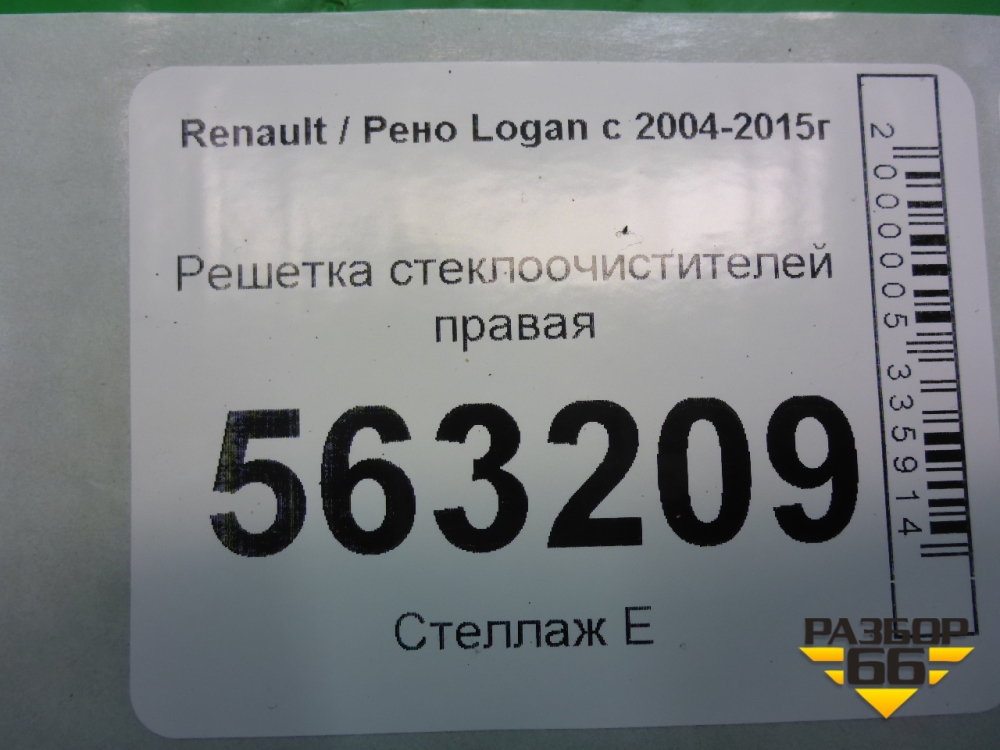 Renault / Рено Logan с 2004-2015г
Решетка стеклоочистителей
правая
563209
Стеллаж Е
2000005335914
РАЗБОР
66